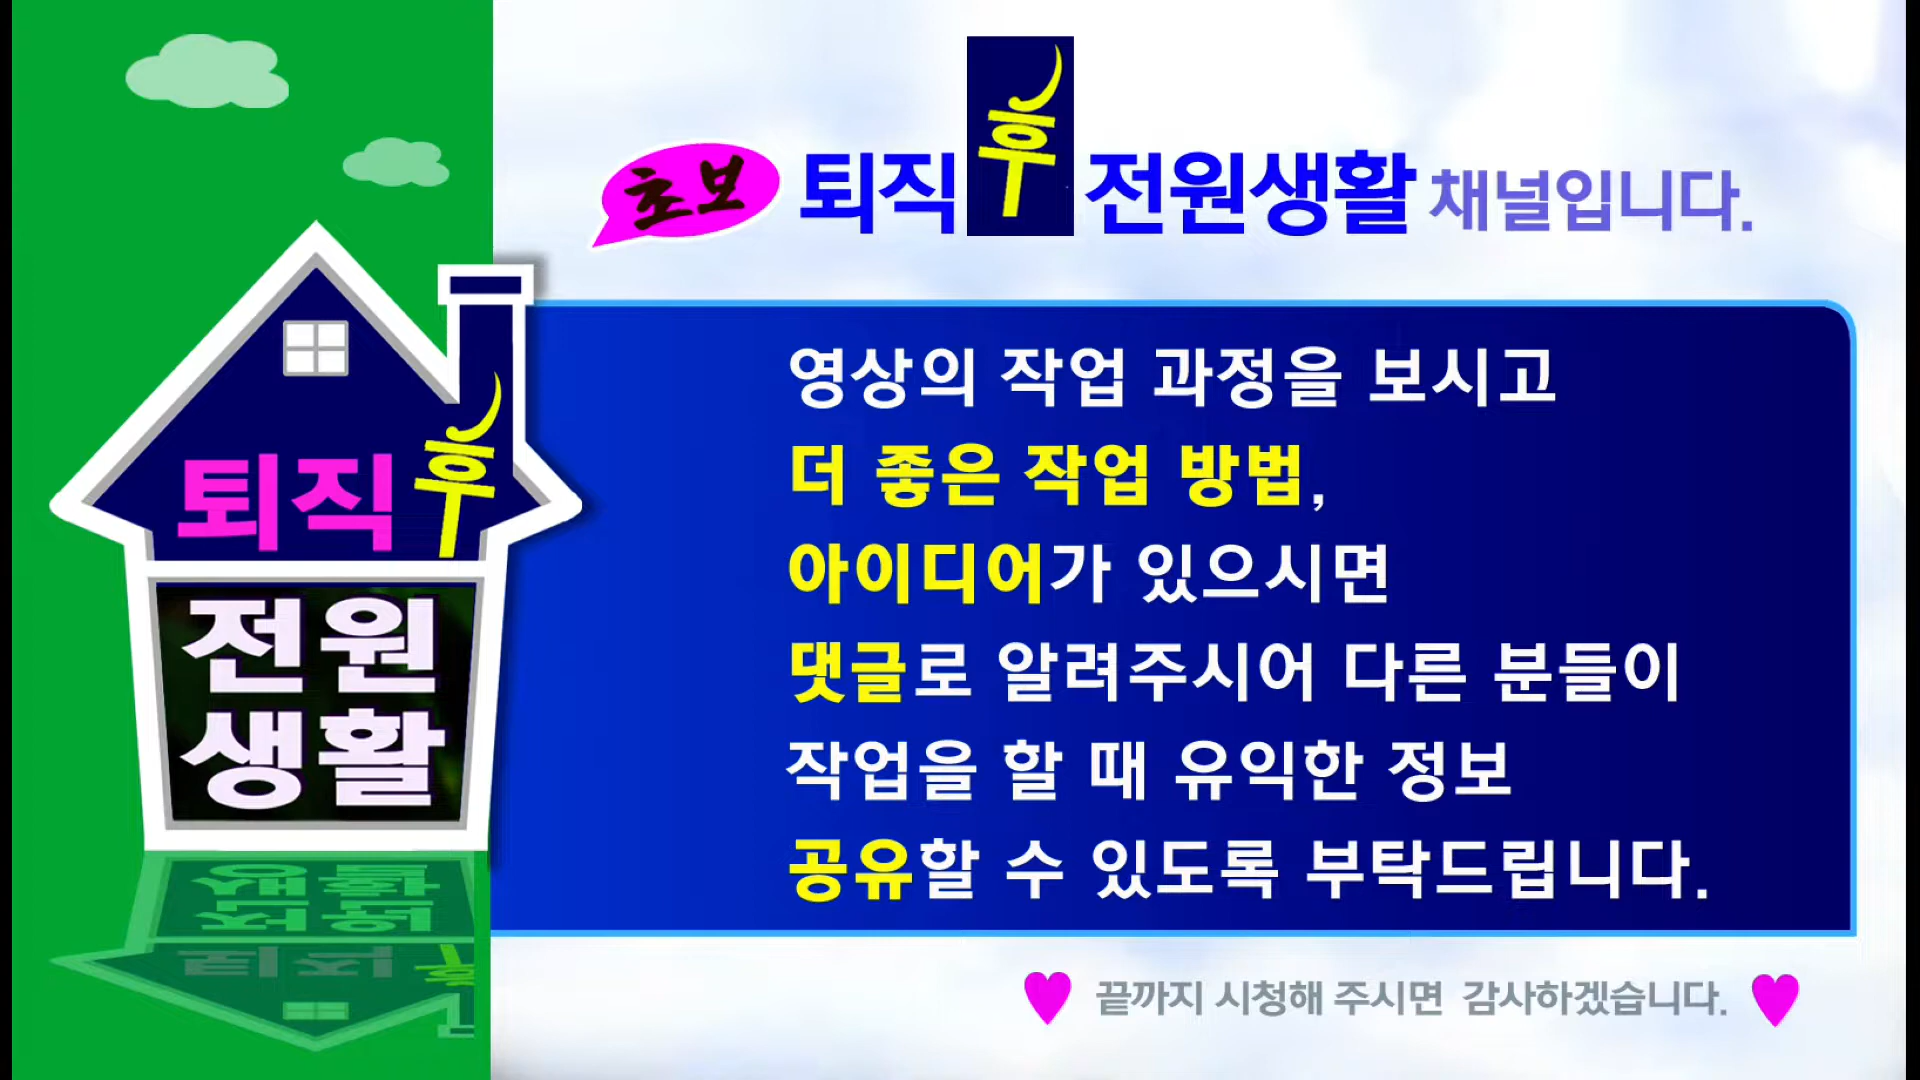 초보 퇴직 후 전원생활 채널입니다.
퇴직 후
전원
생활
영상의 작업 과정을 보시고
더 좋은 작업 방법,
아이디어가 있으시면
댓글로 알려주시어 다른 분들이
작업을 할 때 유익한 정보
공유할 수 있도록 부탁드립니다.
끝까지 시청해 주시면 감사하겠습니다.